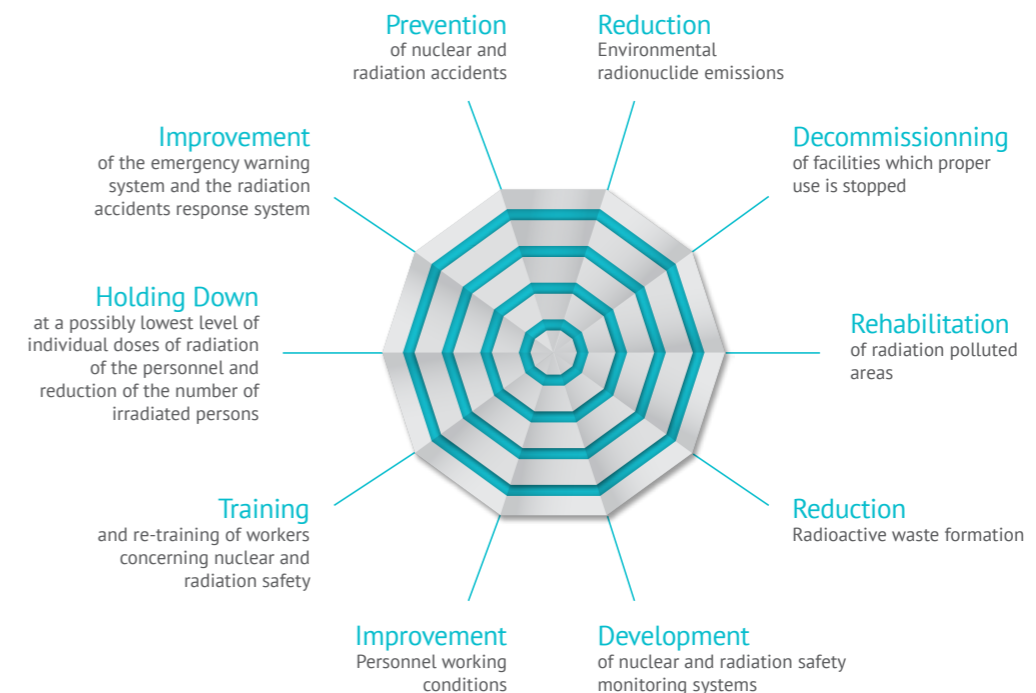 Prevention
of nuclear and
radiation accidents
Reduction
Environmental
radionuclide emissions
Improvement
of the emergency warning
system and the radiation
accidents response system
Decommissionning
of facilities which proper
use is stopped
Holding Down
at a possibly lowest level of
individual doses of radiation
of the personnel and
reduction of the number of
irradiated persons
Rehabilitation
of radiation polluted
areas
Training
and re-training of workers
concerning nuclear and
radiation safety
Reduction
Radioactive waste formation
Improvement
Personnel working
conditions
Development
of nuclear and radiation safety
monitoring systems